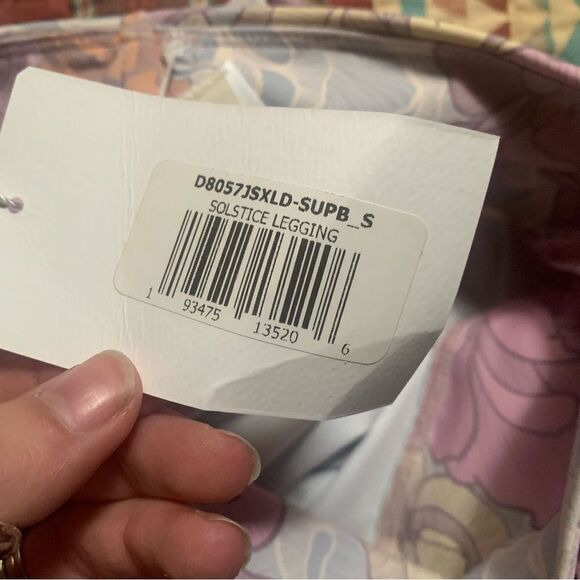 D8057JSXLD-SUPB_S
SOLSTICE LEGGING
1 93475 13520 6